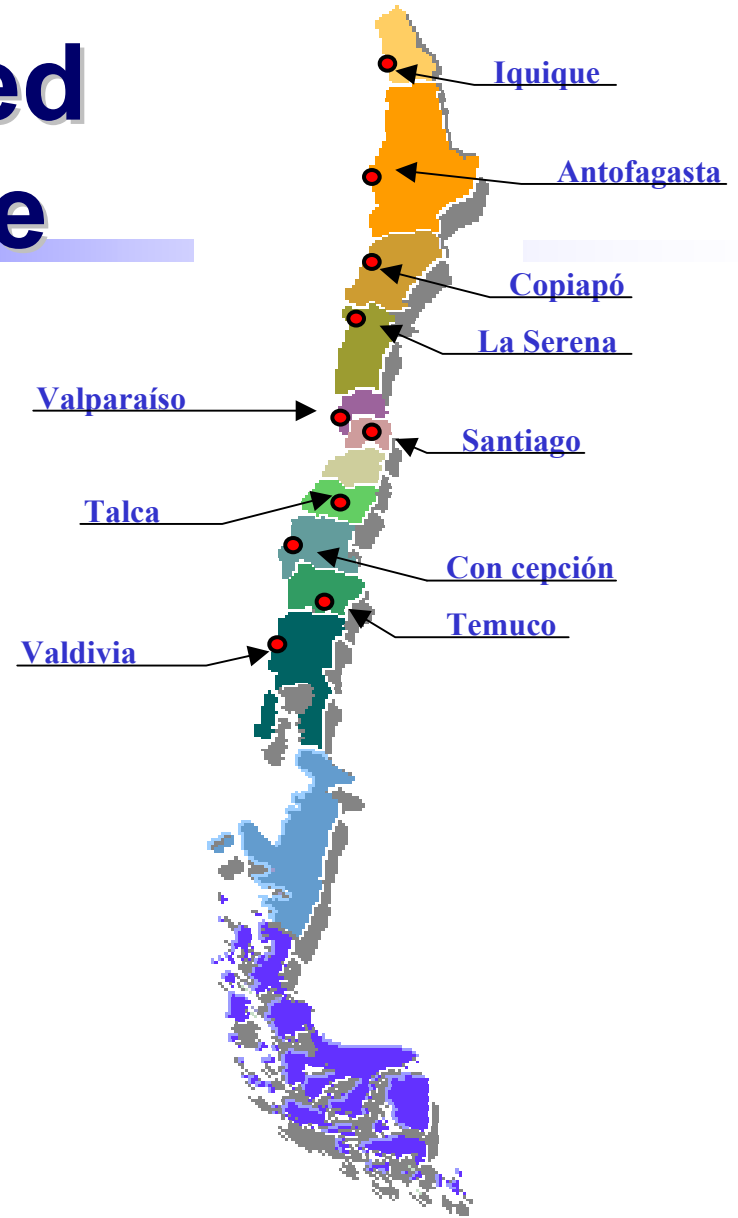 ed
e
Iquique
Antofagasta
Copiapó
La Serena
Valparaíso
Santiago
Talca
Con cepción
Temuco
Valdivia